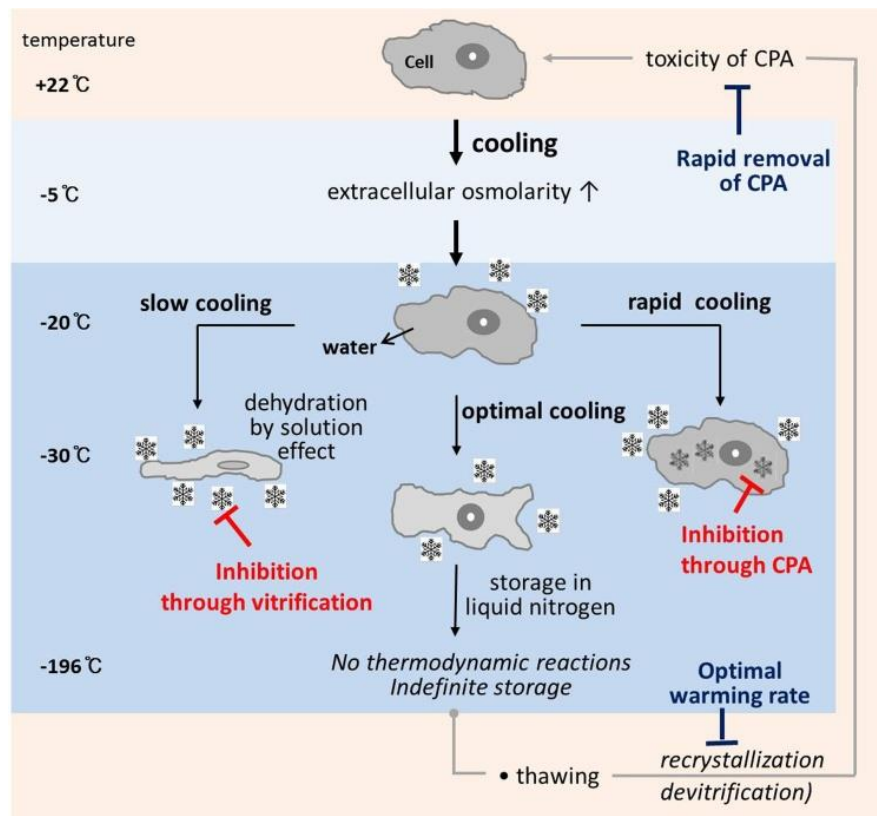 temperature
Cell
toxicity of CPA
+22℃
cooling
Rapid removal
of CPA
-5℃
extracellular osmolarity ↑
slow cooling
rapid cooling
-20℃
water
dehydration
by solution
effect
optimal cooling
-30℃
Inhibition
through CPA
Inhibition
through vitrification
storage in
liquid nitrogen
-196℃
No thermodynamic reactions
Indefinite storage
Optimal
warming rate
• thawing
recrystallization
devitrification)